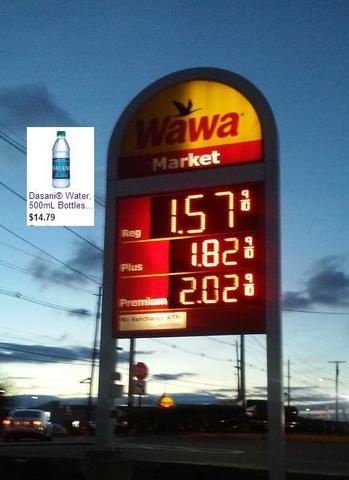 Wawa
Market
Reg 1.57 9/10
Plus 1.82 9/10
Premium 2.02 9/10
No Surcharge ATM
DASANI
Dasani® Water,
500mL Bottles...
$14.79